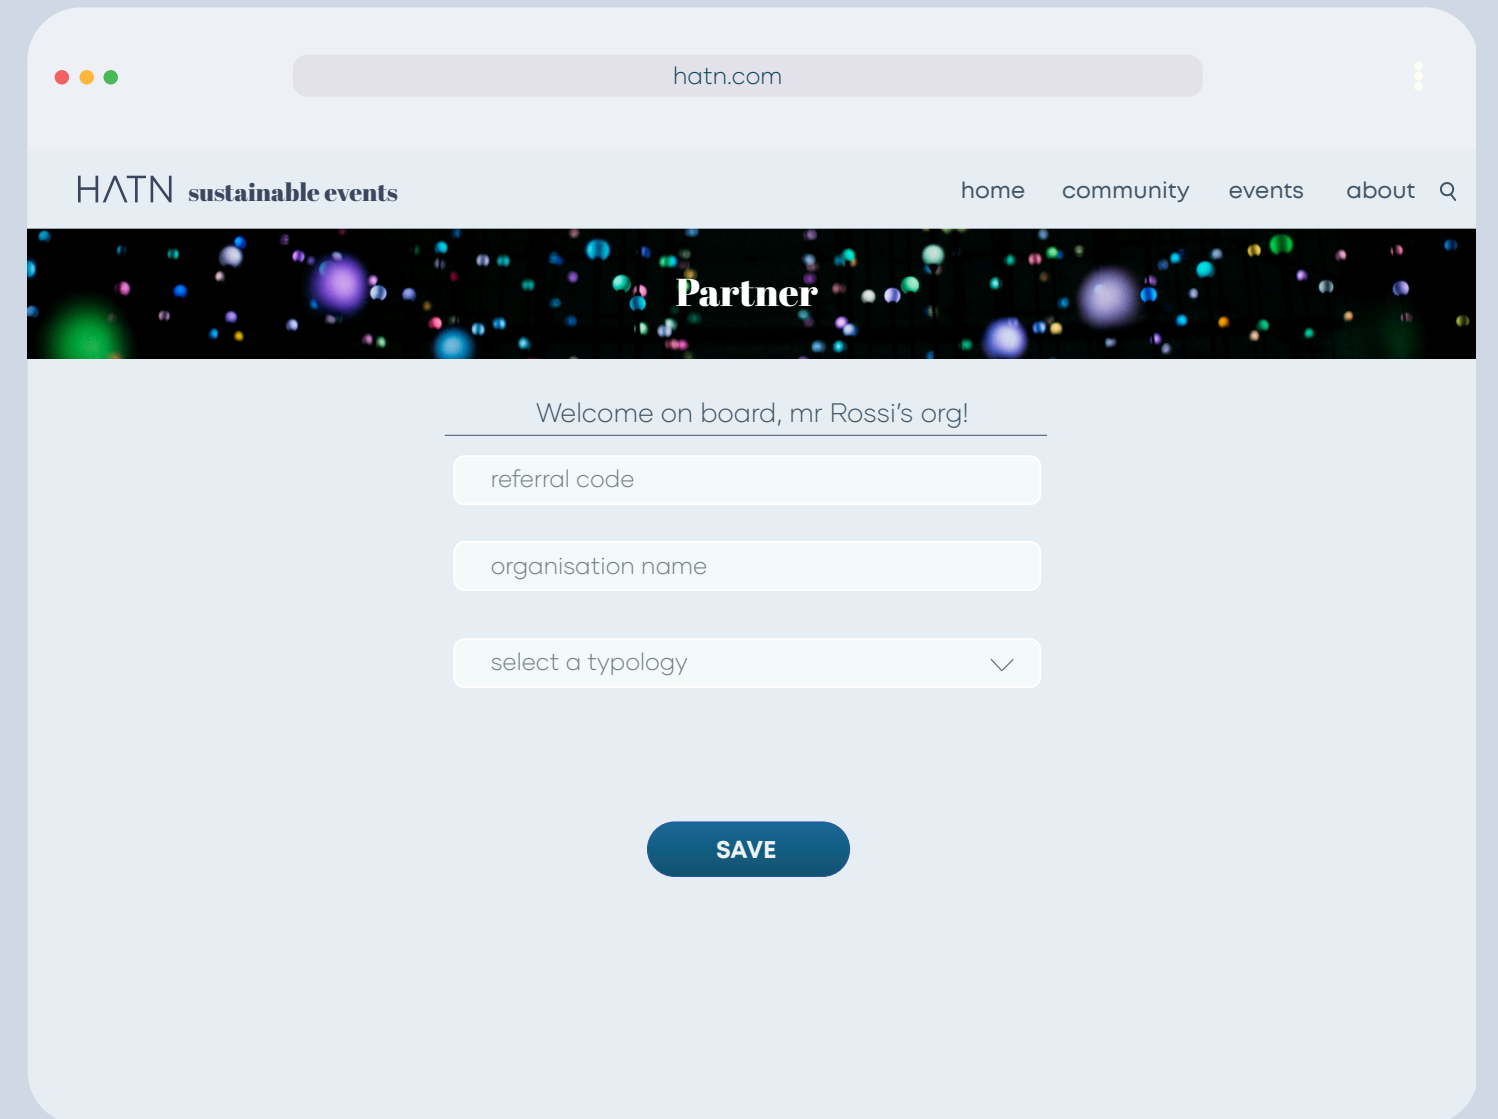 hatn.com
HATN sustainable events
home community events about
Partner
Welcome on board, mr Rossi's org!
referral code
organisation name
select a typology
SAVE